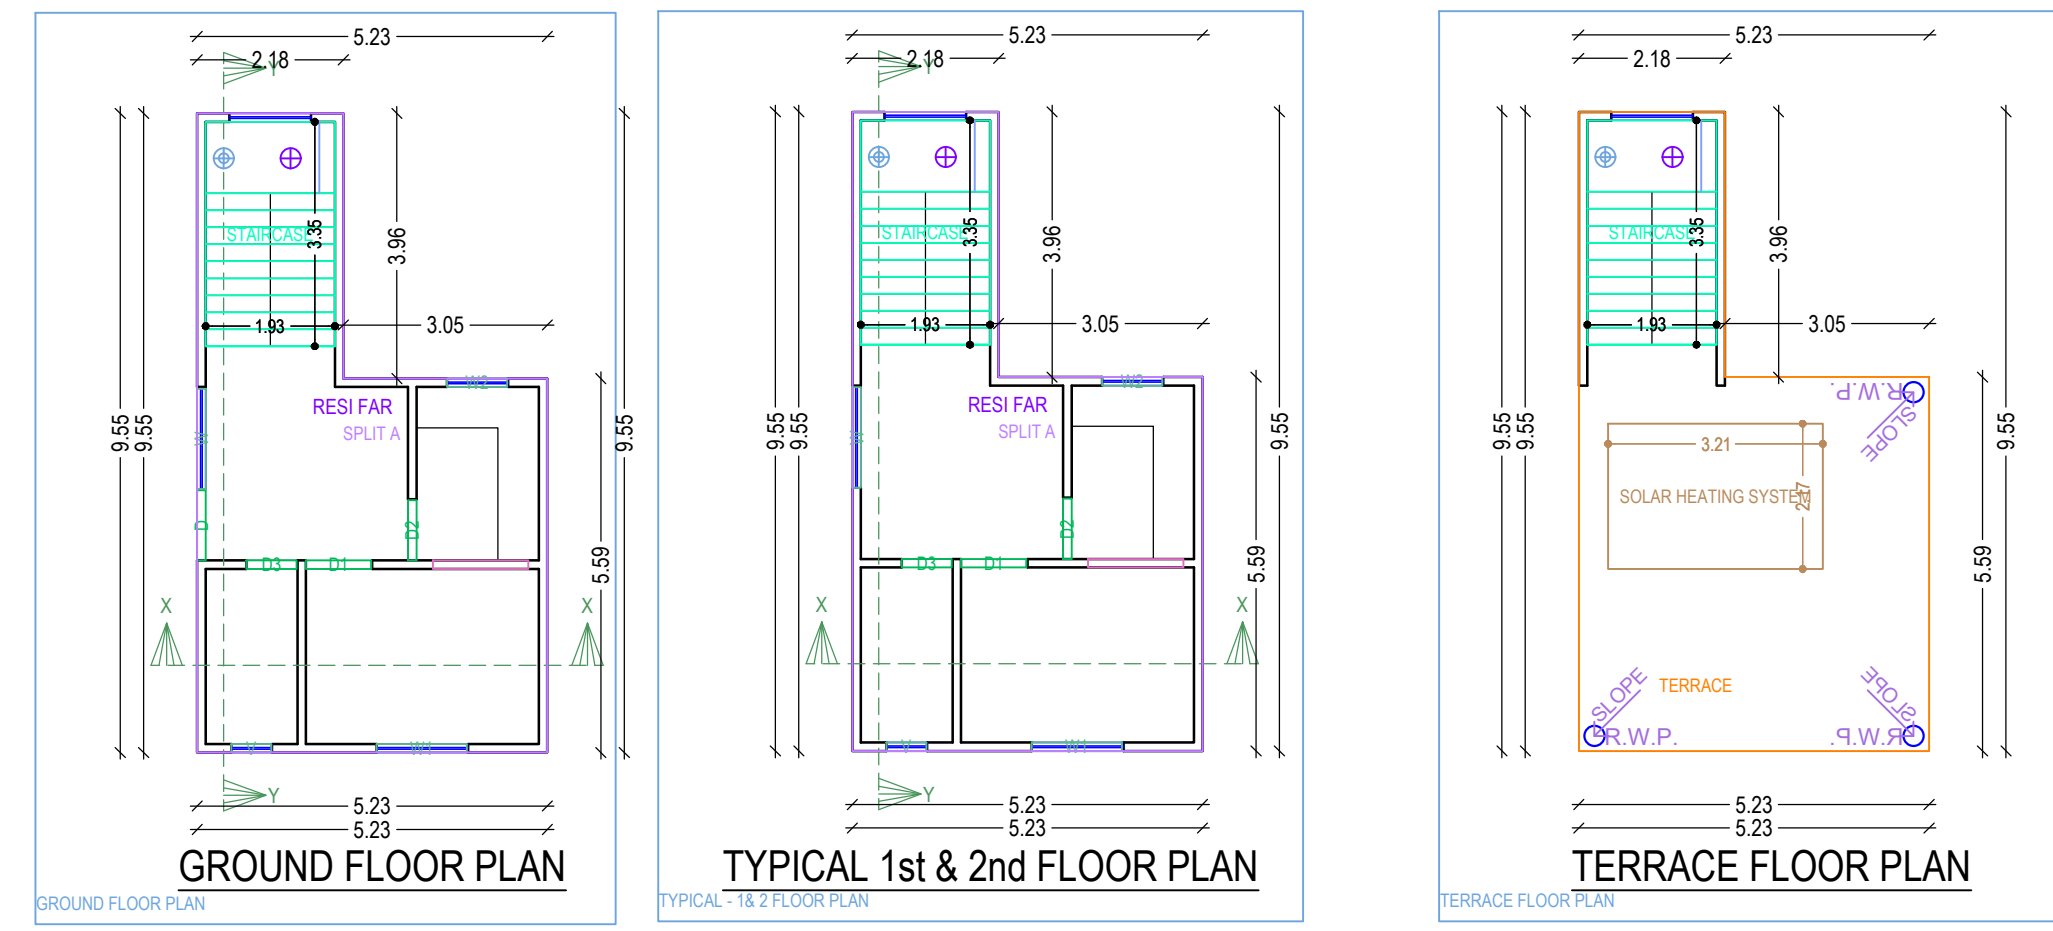 5.23
2.18
Y
3.96
STAIRCASE
3.35
1.93
3.05
9.55
9.55
9.55
W
W2
RESI FAR
SPLIT A
D
D2
D3
D1
5.59
X
X
V
W1
Y
5.23
5.23
GROUND FLOOR PLAN
GROUND FLOOR PLAN
5.23
2.18
Y
3.96
STAIRCASE
3.35
1.93
3.05
9.55
9.55
9.55
W
W2
RESI FAR
SPLIT A
D2
D3
D1
5.59
X
X
V
W1
Y
5.23
5.23
TYPICAL 1st & 2nd FLOOR PLAN
TYPICAL - 1& 2 FLOOR PLAN
5.23
2.18
3.96
STAIRCASE
3.35
1.93
3.05
9.55
9.55
9.55
R.W.P.
SLOPE
3.21
SOLAR HEATING SYSTEM
2.17
5.59
SLOPE
TERRACE
SLOPE
R.W.P.
R.W.P.
5.23
5.23
TERRACE FLOOR PLAN
TERRACE FLOOR PLAN